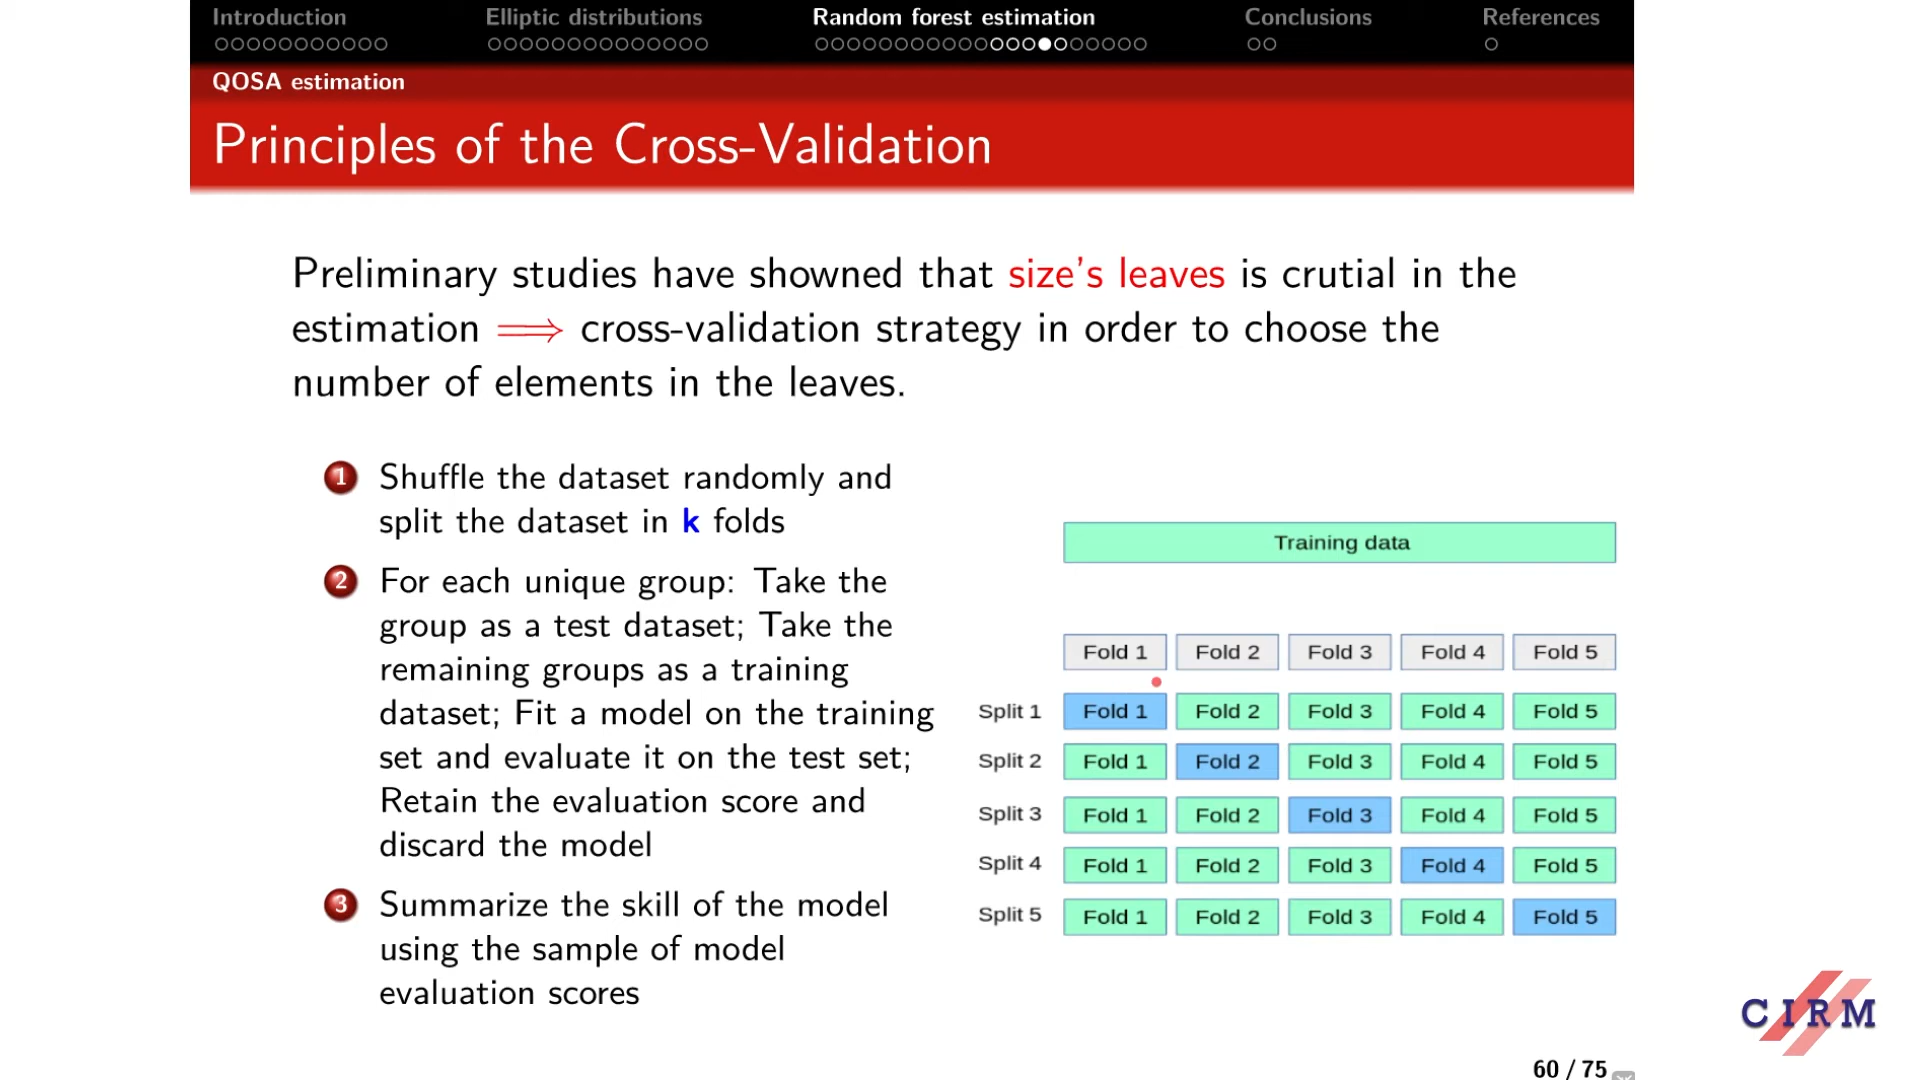 Introduction Elliptic distributions Random forest estimation Conclusions References
QOSA estimation
Principles of the Cross-Validation
Preliminary studies have showned that size's leaves is crutial in the
estimation ⟹ cross-validation strategy in order to choose the
number of elements in the leaves.
1 Shuffle the dataset randomly and
split the dataset in k folds
2 For each unique group: Take the
group as a test dataset; Take the
remaining groups as a training
dataset; Fit a model on the training
set and evaluate it on the test set;
Retain the evaluation score and
discard the model
3 Summarize the skill of the model
using the sample of model
evaluation scores
Training data
Fold 1 Fold 2 Fold 3 Fold 4 Fold 5
Split 1 Fold 1 Fold 2 Fold 3 Fold 4 Fold 5
Split 2 Fold 1 Fold 2 Fold 3 Fold 4 Fold 5
Split 3 Fold 1 Fold 2 Fold 3 Fold 4 Fold 5
Split 4 Fold 1 Fold 2 Fold 3 Fold 4 Fold 5
Split 5 Fold 1 Fold 2 Fold 3 Fold 4 Fold 5
CIRM
60 / 75